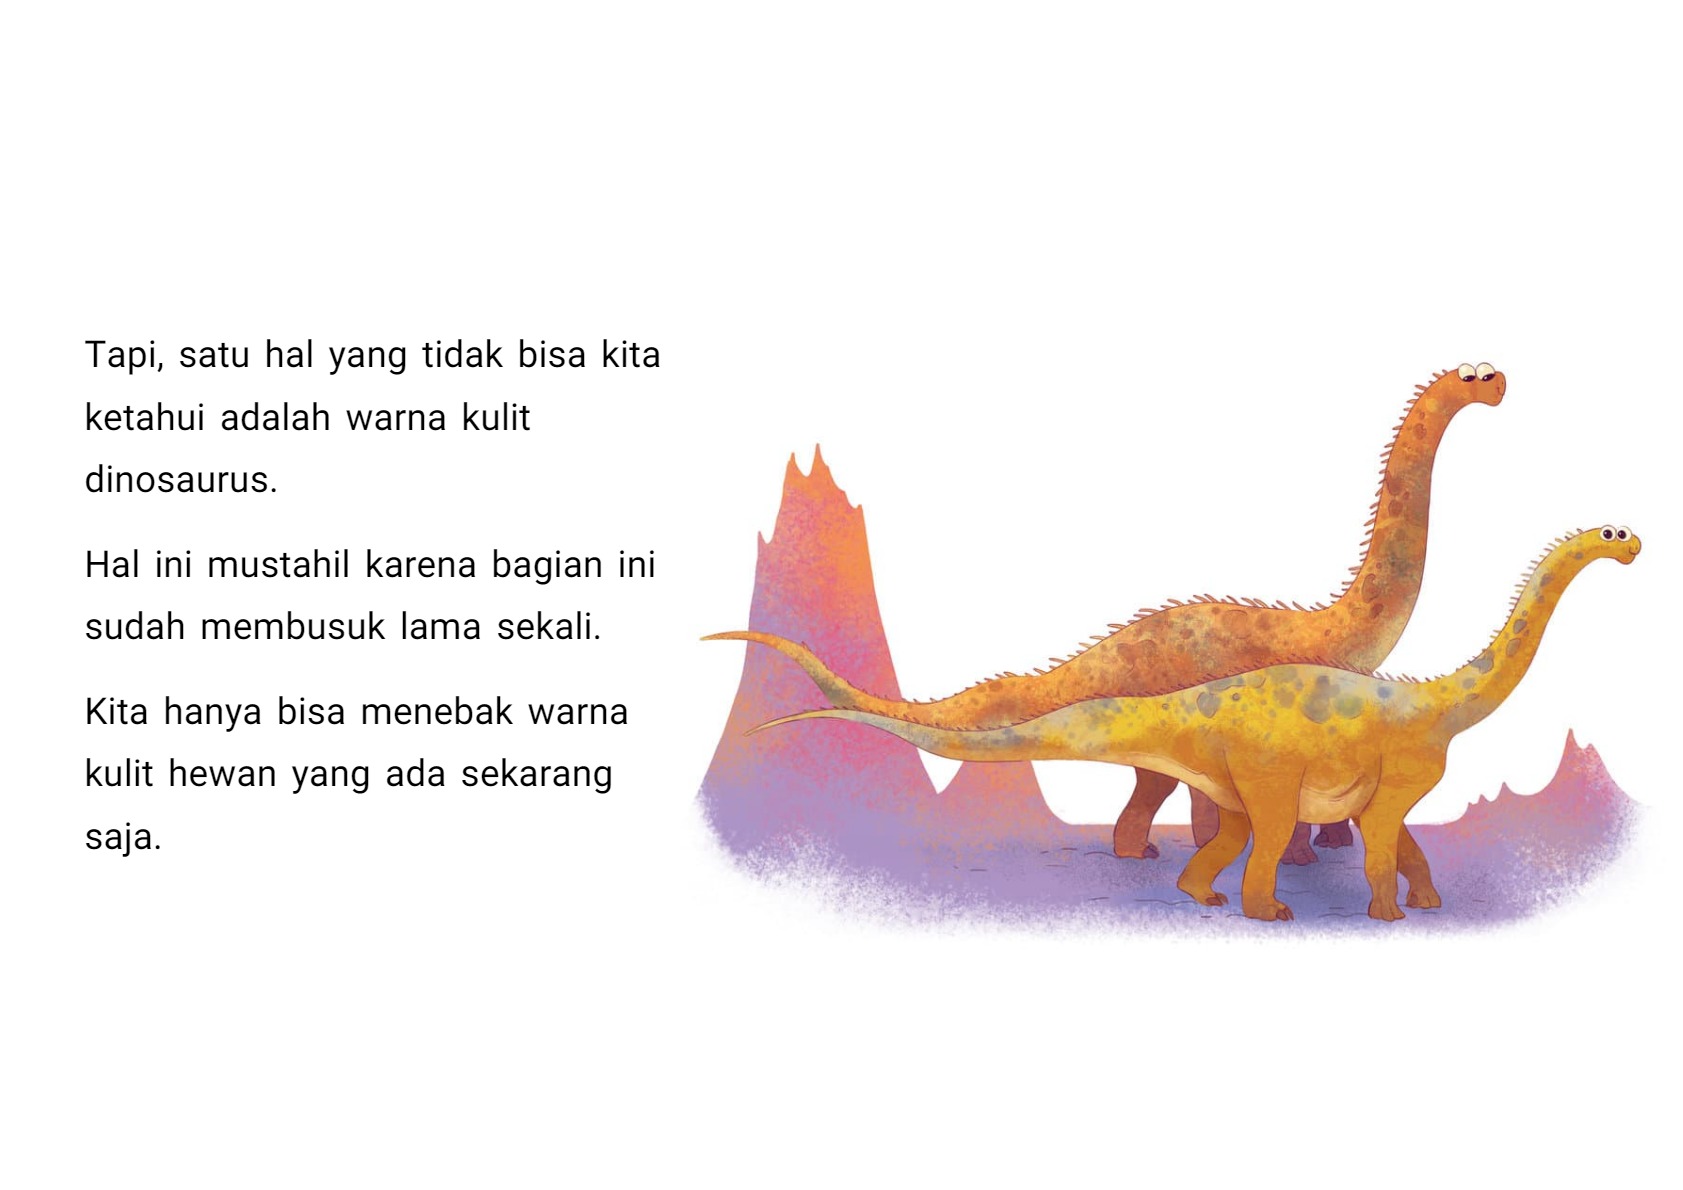 Tapi, satu hal yang tidak bisa kita
ketahui adalah warna kulit
dinosaurus.
Hal ini mustahil karena bagian ini
sudah membusuk lama sekali.
Kita hanya bisa menebak warna
kulit hewan yang ada sekarang
saja.